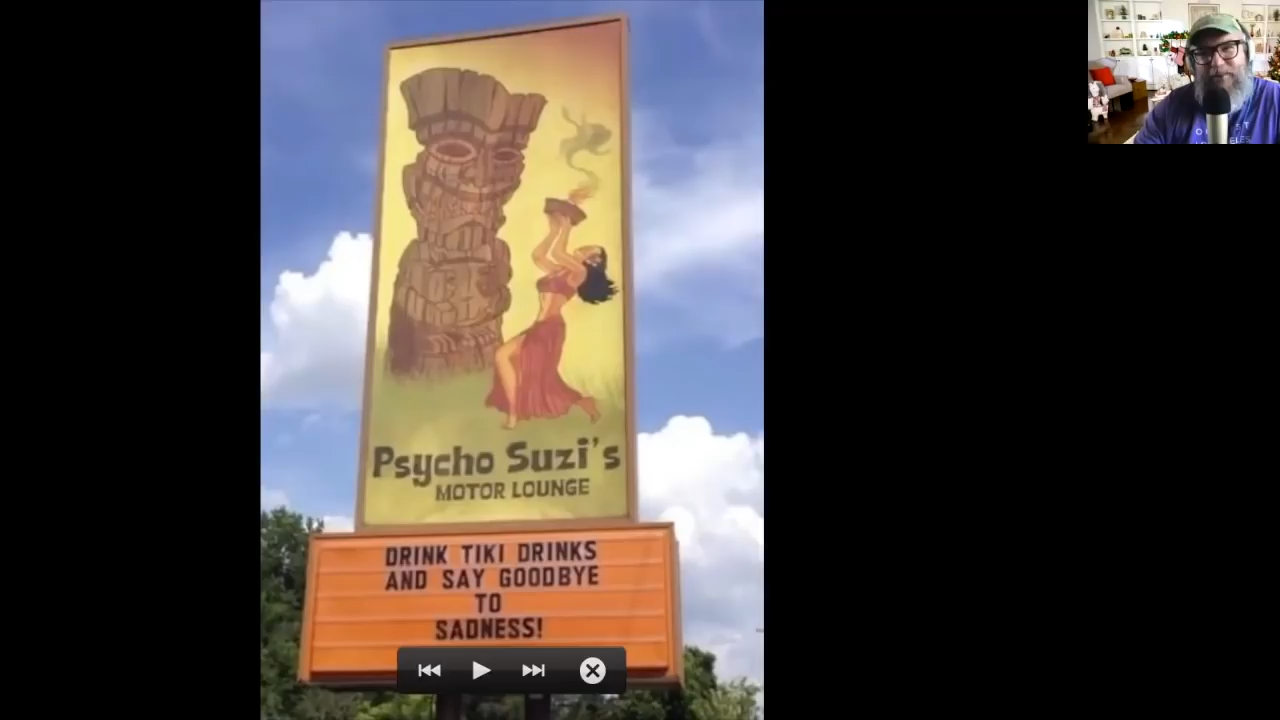 Psycho Suzi's
MOTOR LOUNGE
DRINK TIKI DRINKS
AND SAY GOODBYE
TO
SADNESS!